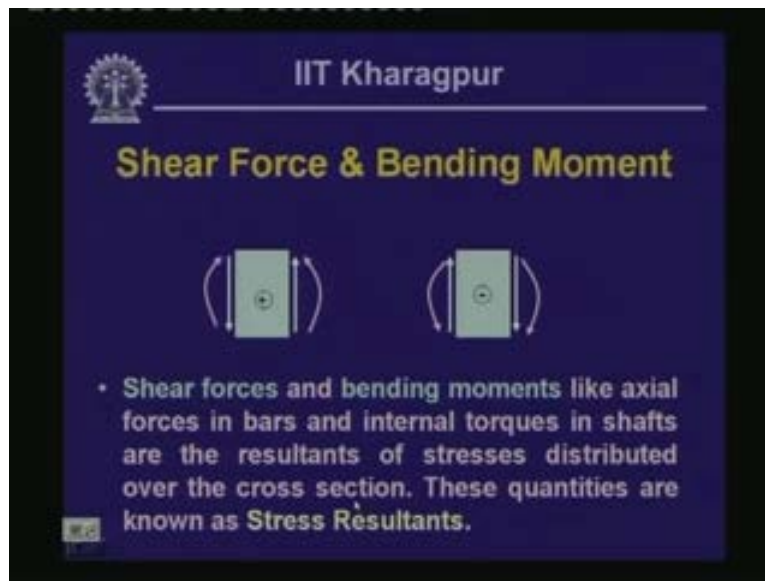 IIT Kharagpur
Shear Force & Bending Moment
+
-
• Shear forces and bending moments like axial
forces in bars and internal torques in shafts
are the resultants of stresses distributed
over the cross section. These quantities are
known as Stress Resultants.